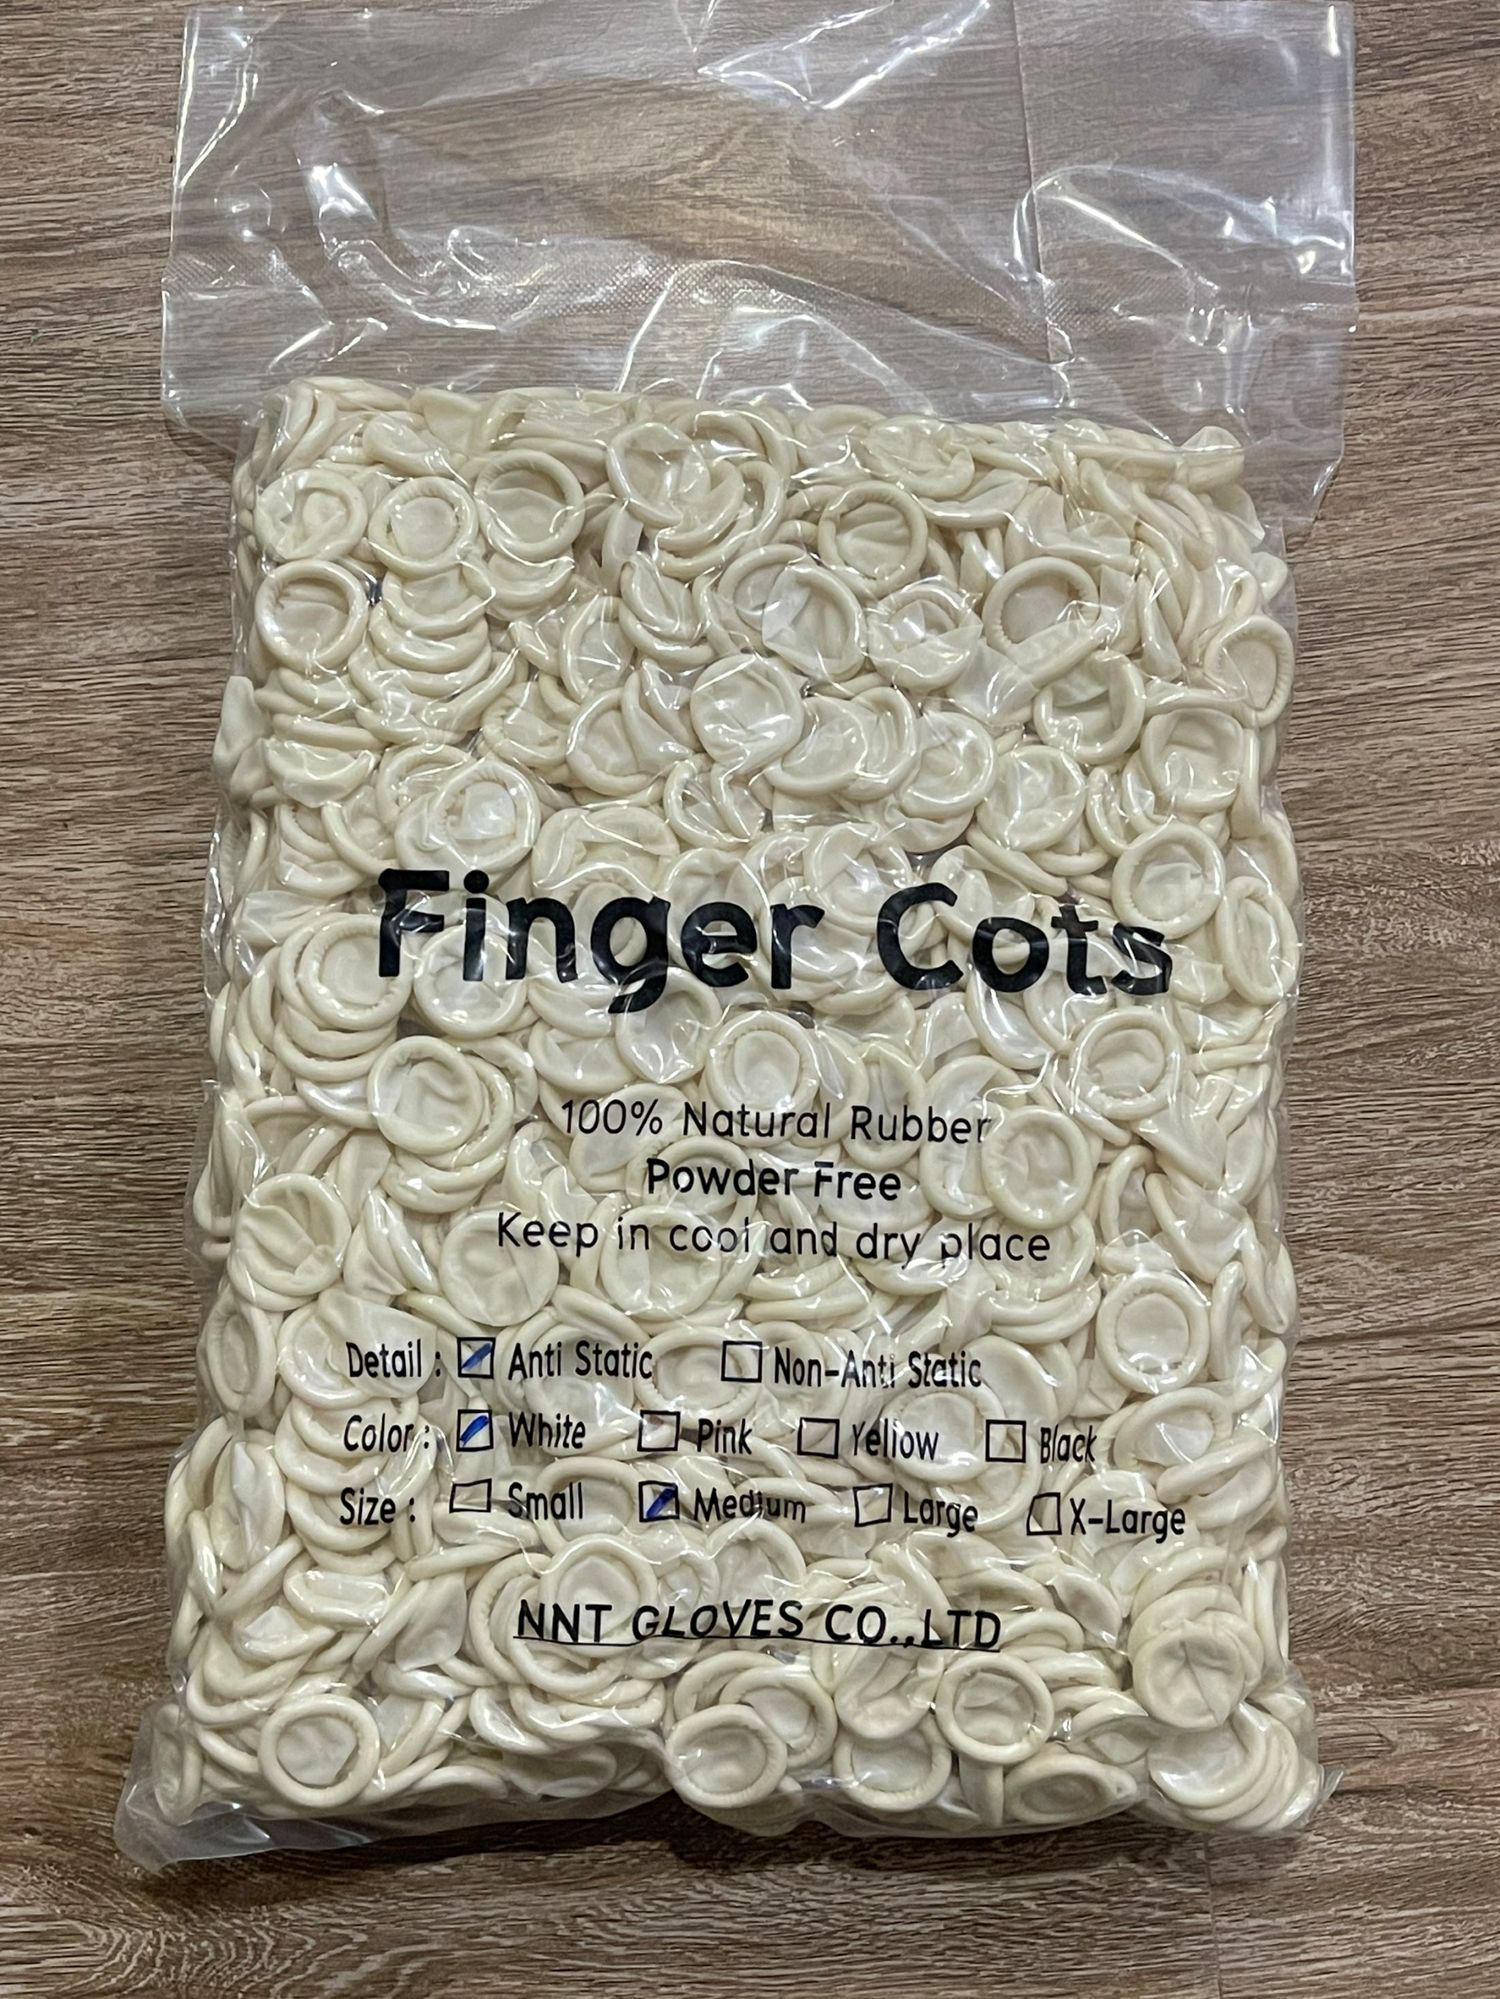 Finger Cots
100% Natural Rubber
Powder Free
Keep in cool and dry place
Detail : ☑ Anti Static ☐ Non-Anti Static
Color : ☑ White ☐ Pink ☐ Yellow ☐ Black
Size : ☐ Small ☑ Medium ☐ Large ☐ X-Large
NNT GLOVES CO.,LTD